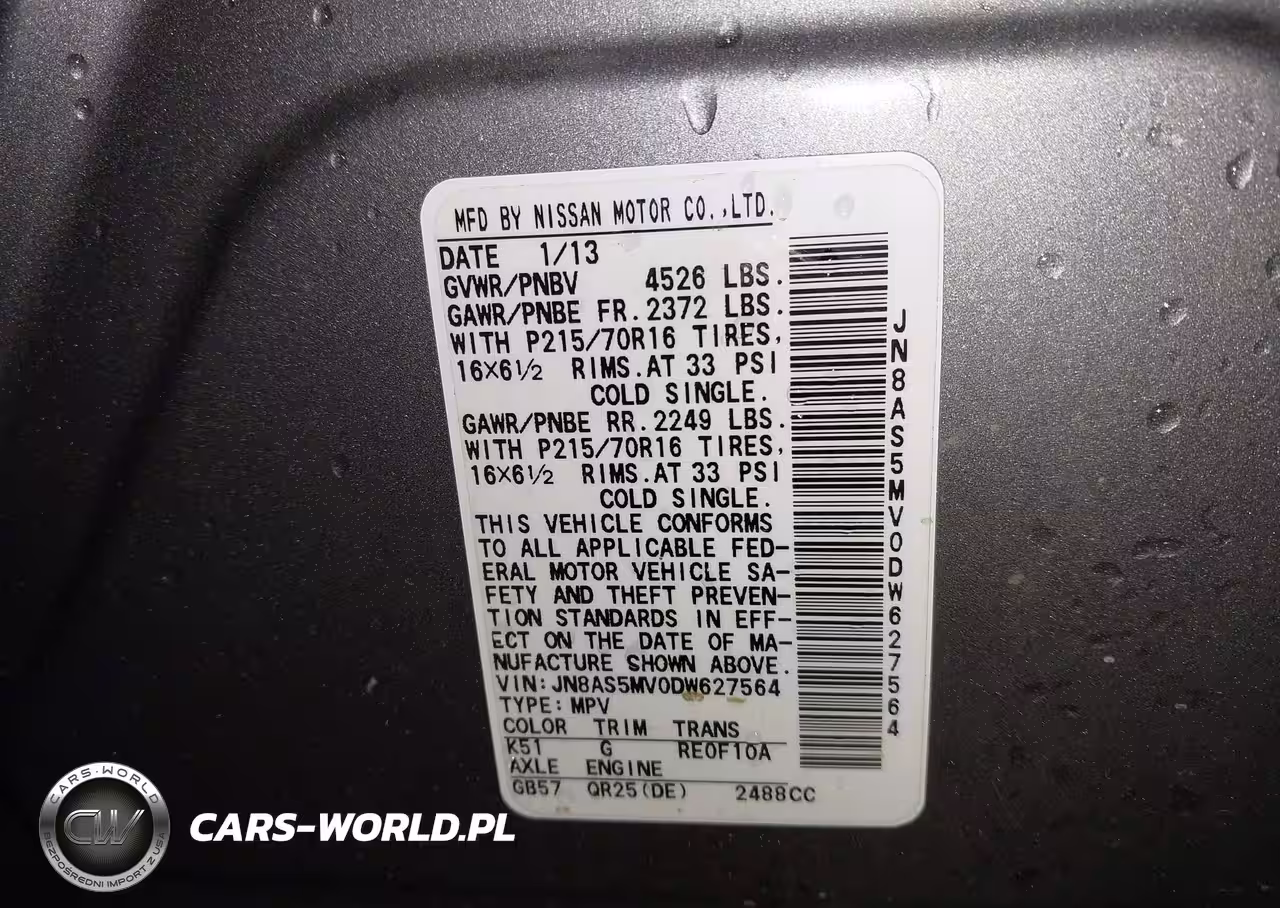 MFD BY NISSAN MOTOR CO.,LTD.
DATE 1/13
GVWR/PNBV 4526 LBS.
GAWR/PNBE FR. 2372 LBS.
WITH P215/70R16 TIRES,
16×6½ RIMS. AT 33 PSI
COLD SINGLE.
GAWR/PNBE RR. 2249 LBS.
WITH P215/70R16 TIRES,
16×6½ RIMS. AT 33 PSI
COLD SINGLE.
THIS VEHICLE CONFORMS
TO ALL APPLICABLE FED-
ERAL MOTOR VEHICLE SA-
FETY AND THEFT PREVEN-
TION STANDARDS IN EFF-
ECT ON THE DATE OF MA-
NUFACTURE SHOWN ABOVE.
VIN: JN8AS5MV0DW627564
TYPE: MPV
COLOR TRIM TRANS
K51 G RE0F10A
AXLE ENGINE
GB57 QR25(DE) 2488CC
JN8AS5MV0DW627564
CARS-WORLD
CW
BEZPOŚREDNI IMPORT Z USA
CARS-WORLD.PL